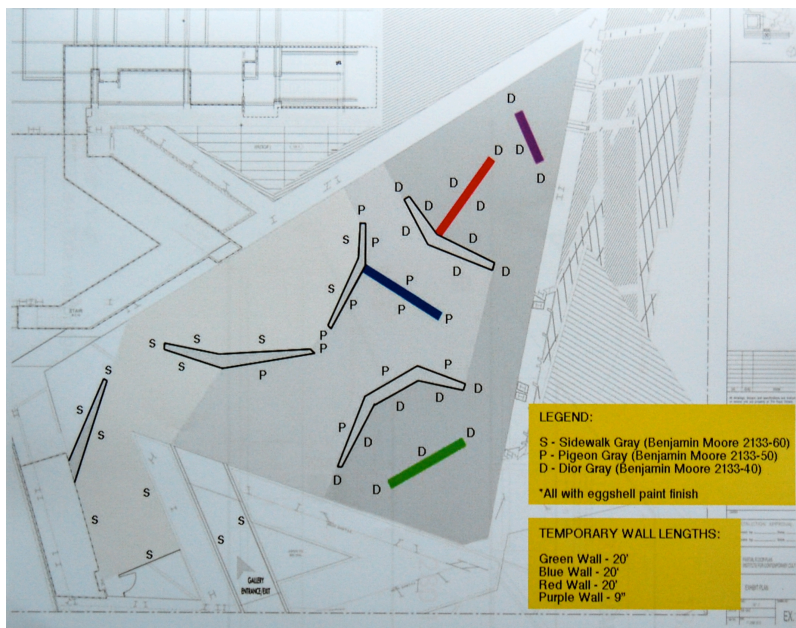 D
D
D
D
D
D
D
D
D
D
D
D
P
P
S
S
P
P
P
P
P
P
S
S
S
S
P
P
P
P
D
D
D
D
D
D
D
D
S
S
S
S
S
S
S
S
STAIR
GALLERY
ENTRANCE/EXIT
LEGEND:
S - Sidewalk Gray (Benjamin Moore 2133-60)
P - Pigeon Gray (Benjamin Moore 2133-50)
D - Dior Gray (Benjamin Moore 2133-40)
*All with eggshell paint finish
TEMPORARY WALL LENGTHS:
Green Wall - 20'
Blue Wall - 20'
Red Wall - 20'
Purple Wall - 9"
EX